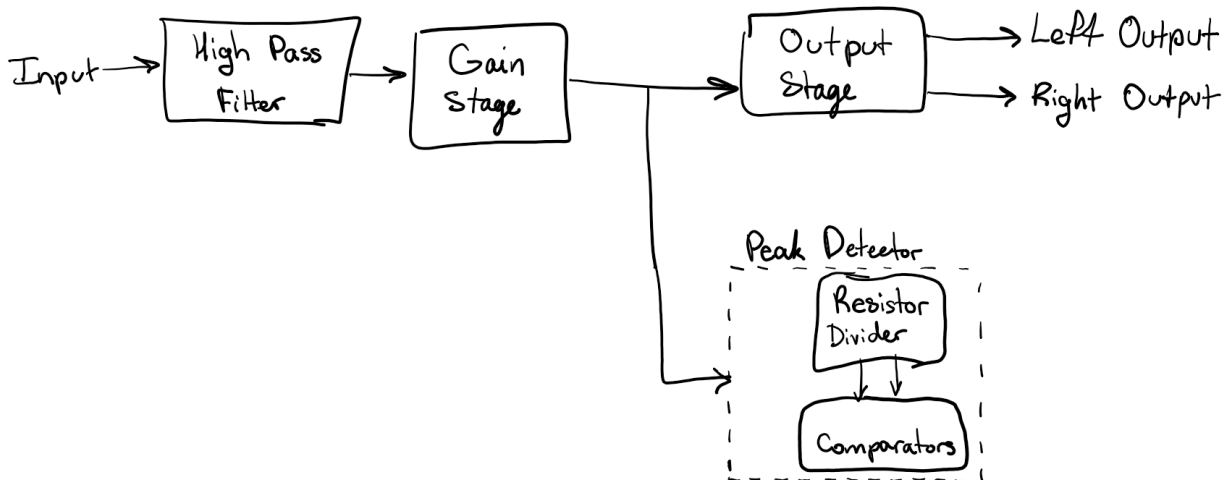 Input
High Pass
Filter
Gain
Stage
Output
Stage
Left Output
Right Output
Peak Detector
Resistor
Divider
Comparators